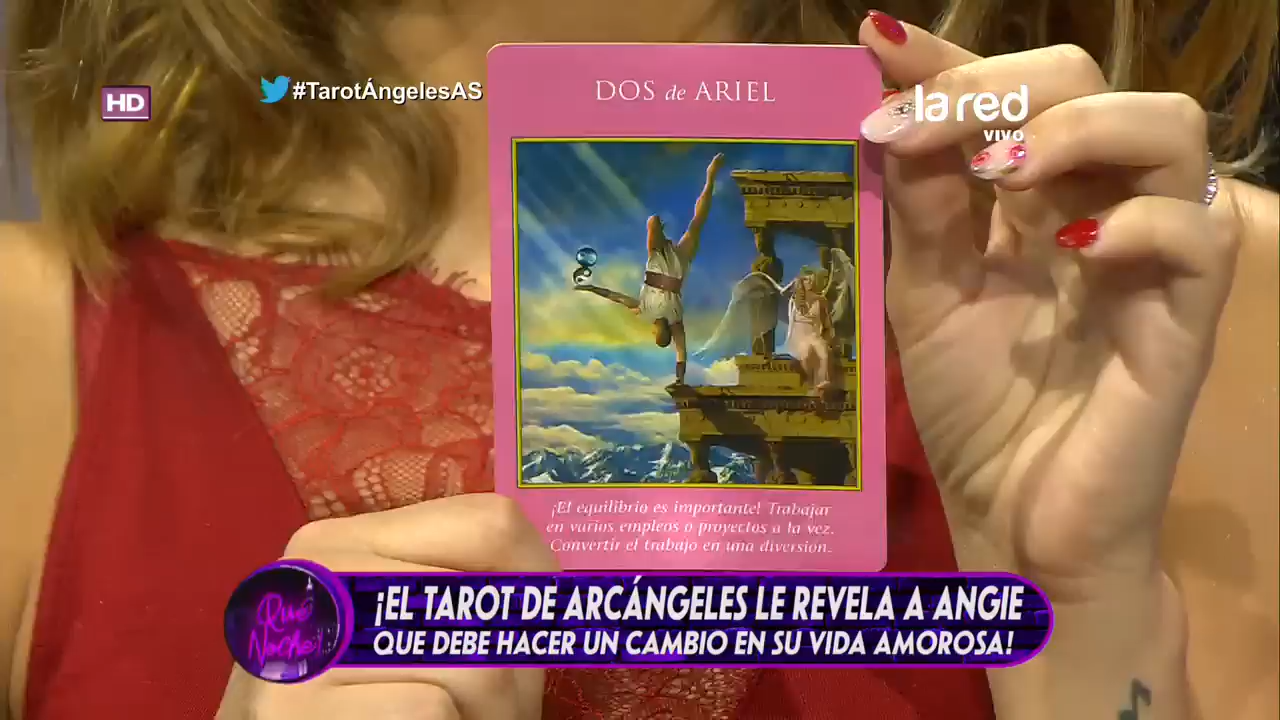 HD
#TarotÁngelesAS
la red
VIVO
DOS de ARIEL
¡El equilibrio es importante! Trabajar
en varios empleos o proyectos a la vez.
Convertir el trabajo en una diversión.
Qué
Noche!
¡EL TAROT DE ARCÁNGELES LE REVELA A ANGIE
QUE DEBE HACER UN CAMBIO EN SU VIDA AMOROSA!